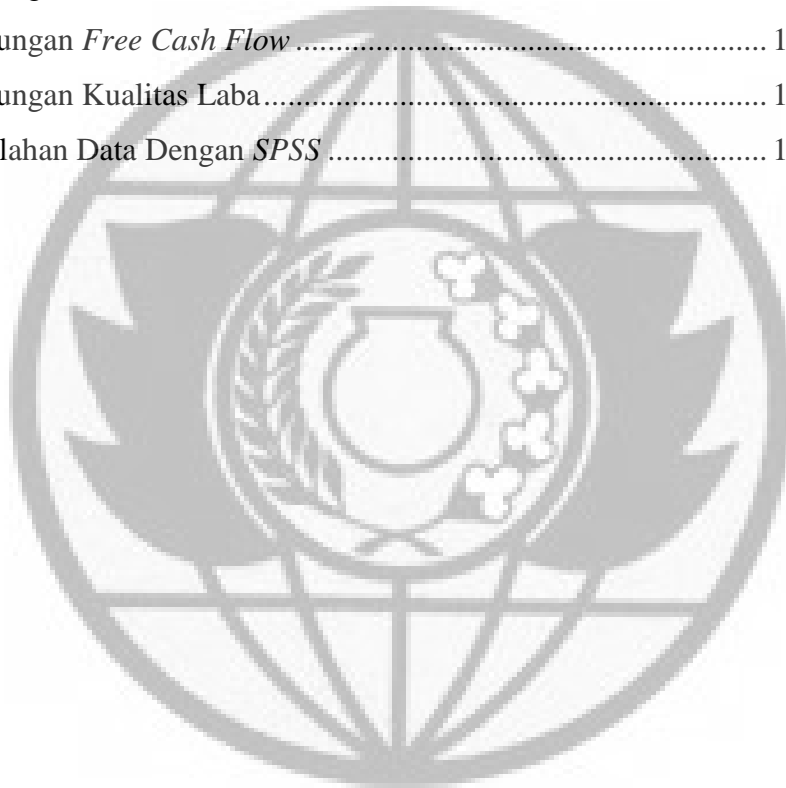 ungan Free Cash Flow ........................................................... 1
ungan Kualitas Laba ............................................................... 1
lahan Data Dengan SPSS ....................................................... 1